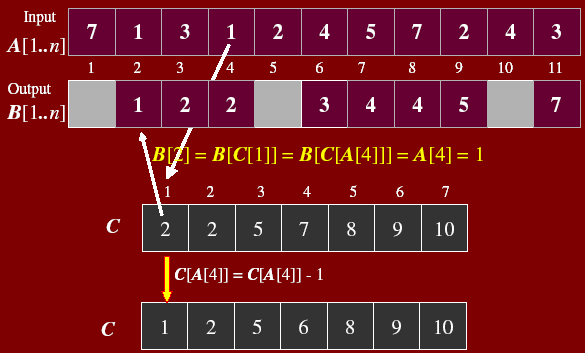 Input
A[1..n]
7 1 3 1 2 4 5 7 2 4 3
1 2 3 4 5 6 7 8 9 10 11
Output
B[1..n]
1 2 2 3 4 4 5 7
B[2] = B[C[1]] = B[C[A[4]]] = A[4] = 1
1 2 3 4 5 6 7
C
2 2 5 7 8 9 10
C[A[4]] = C[A[4]] - 1
C
1 2 5 6 8 9 10